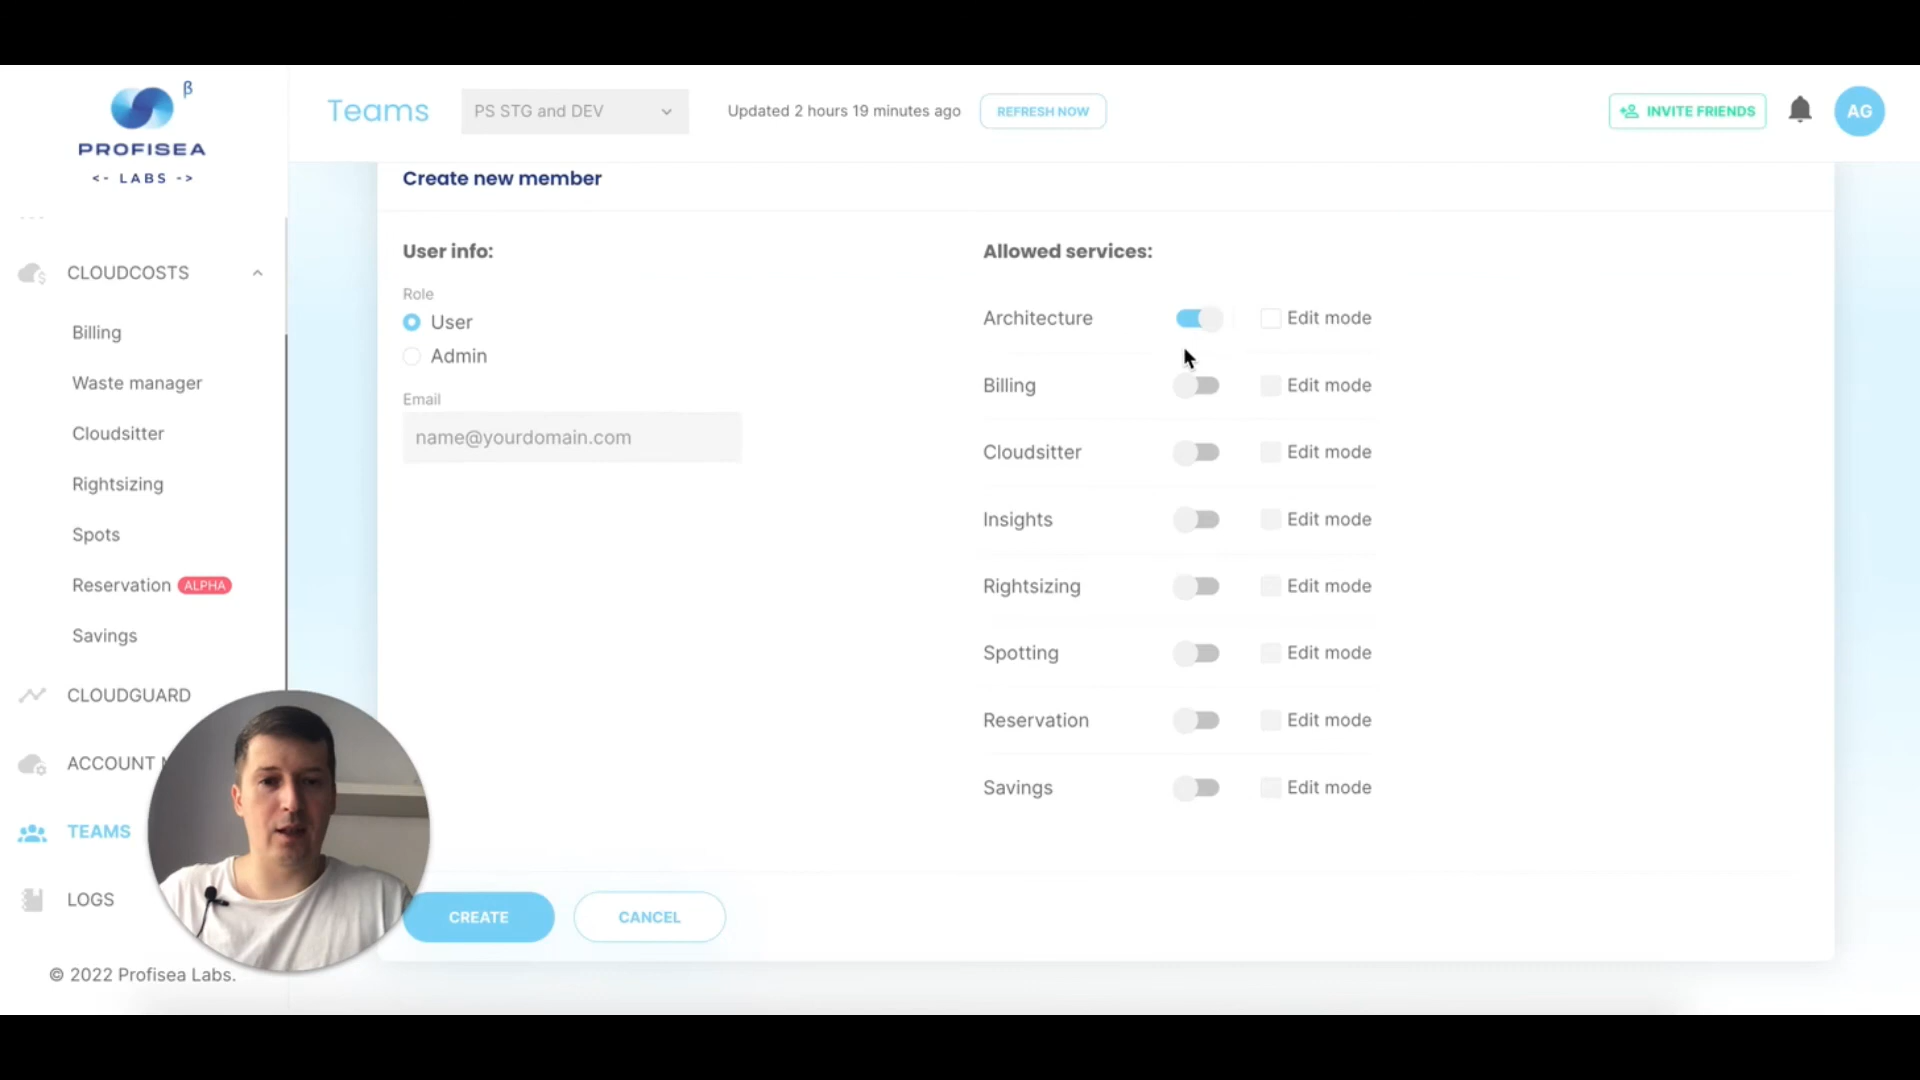 β
PROFISEA
<- LABS ->
Teams
PS STG and DEV
Updated 2 hours 19 minutes ago
REFRESH NOW
INVITE FRIENDS
AG
CLOUDCOSTS
Billing
Waste manager
Cloudsitter
Rightsizing
Spots
Reservation ALPHA
Savings
CLOUDGUARD
ACCOUNT
TEAMS
LOGS
© 2022 Profisea Labs.
Create new member
User info:
Role
User
Admin
Email
name@yourdomain.com
Allowed services:
Architecture Edit mode
Billing Edit mode
Cloudsitter Edit mode
Insights Edit mode
Rightsizing Edit mode
Spotting Edit mode
Reservation Edit mode
Savings Edit mode
CREATE
CANCEL